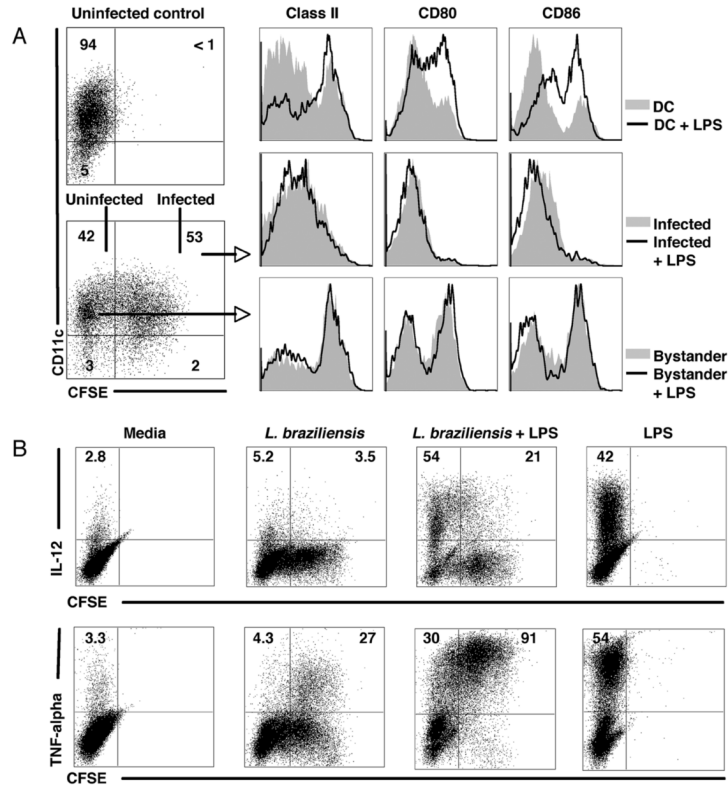 A
Uninfected control
94
< 1
5
Uninfected
Infected
42
53
3
2
CD11c
CFSE
Class II
CD80
CD86
DC
DC + LPS
Infected
Infected
+ LPS
Bystander
Bystander
+ LPS
B
Media
L. braziliensis
L. braziliensis + LPS
LPS
2.8
5.2
3.5
54
21
42
IL-12
CFSE
3.3
4.3
27
30
91
54
TNF-alpha
CFSE